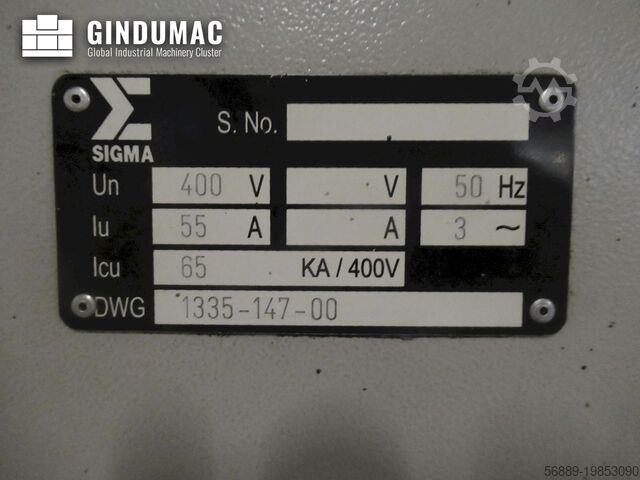 GINDUMAC
Global Industrial Machinery Cluster
SIGMA
S. No.
Un 400 V V 50 Hz
Iu 55 A A 3 ~
Icu 65 KA / 400V
DWG 1335-147-00
56889-19853090